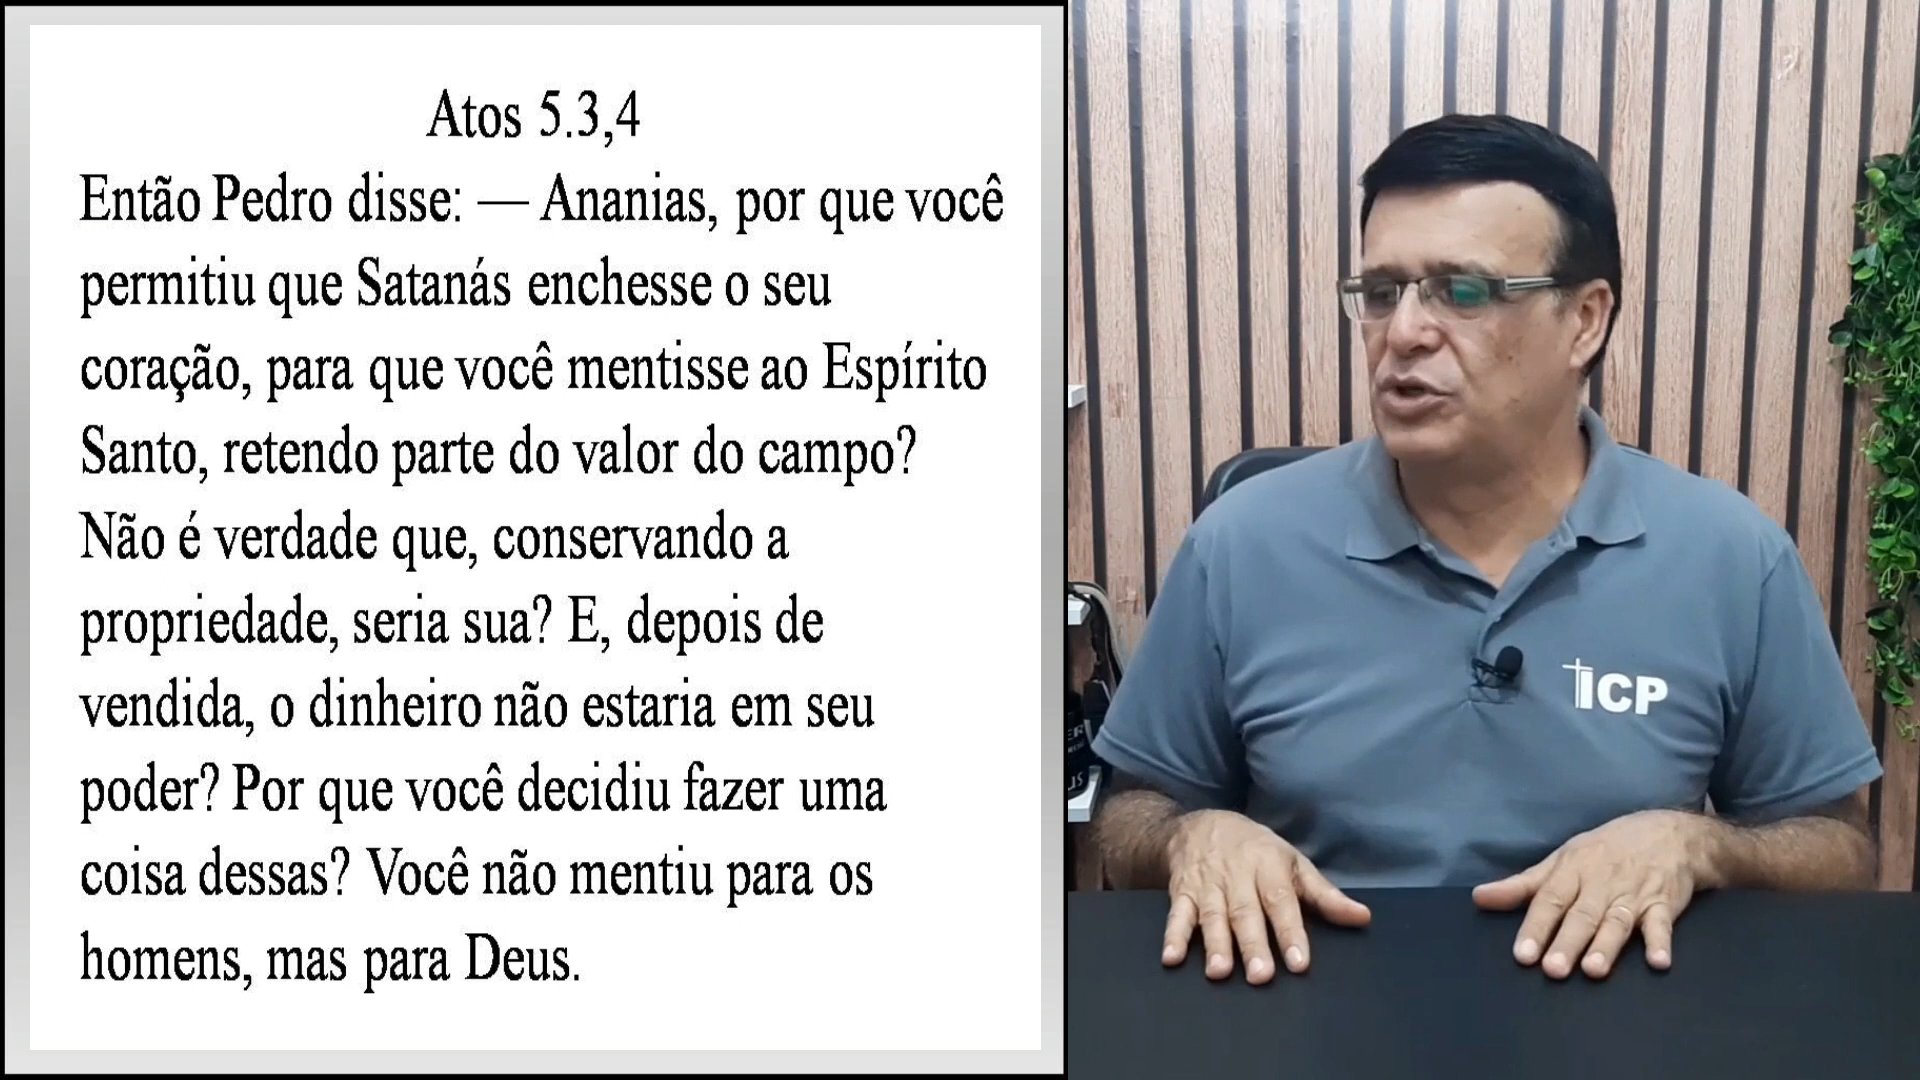 Atos 5.3,4
Então Pedro disse: — Ananias, por que você
permitiu que Satanás enchesse o seu
coração, para que você mentisse ao Espírito
Santo, retendo parte do valor do campo?
Não é verdade que, conservando a
propriedade, seria sua? E, depois de
vendida, o dinheiro não estaria em seu
poder? Por que você decidiu fazer uma
coisa dessas? Você não mentiu para os
homens, mas para Deus.
ICP